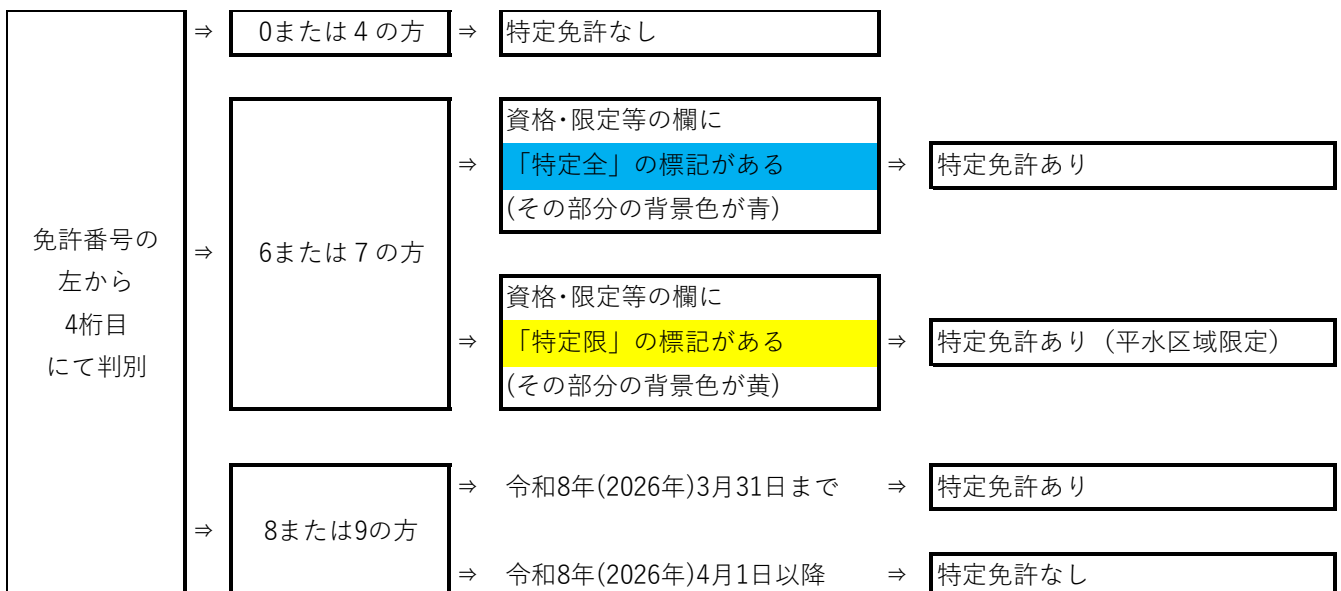 免許番号の
左から
4桁目
にて判別
⇒ 0または４の方 ⇒ 特定免許なし
⇒ 6または７の方
⇒ 資格・限定等の欄に
「特定全」の標記がある
(その部分の背景色が青)
⇒ 特定免許あり
⇒ 資格・限定等の欄に
「特定限」の標記がある
(その部分の背景色が黄)
⇒ 特定免許あり（平水区域限定）
⇒ 8または9の方
⇒ 令和8年(2026年)3月31日まで ⇒ 特定免許あり
⇒ 令和8年(2026年)4月1日以降 ⇒ 特定免許なし